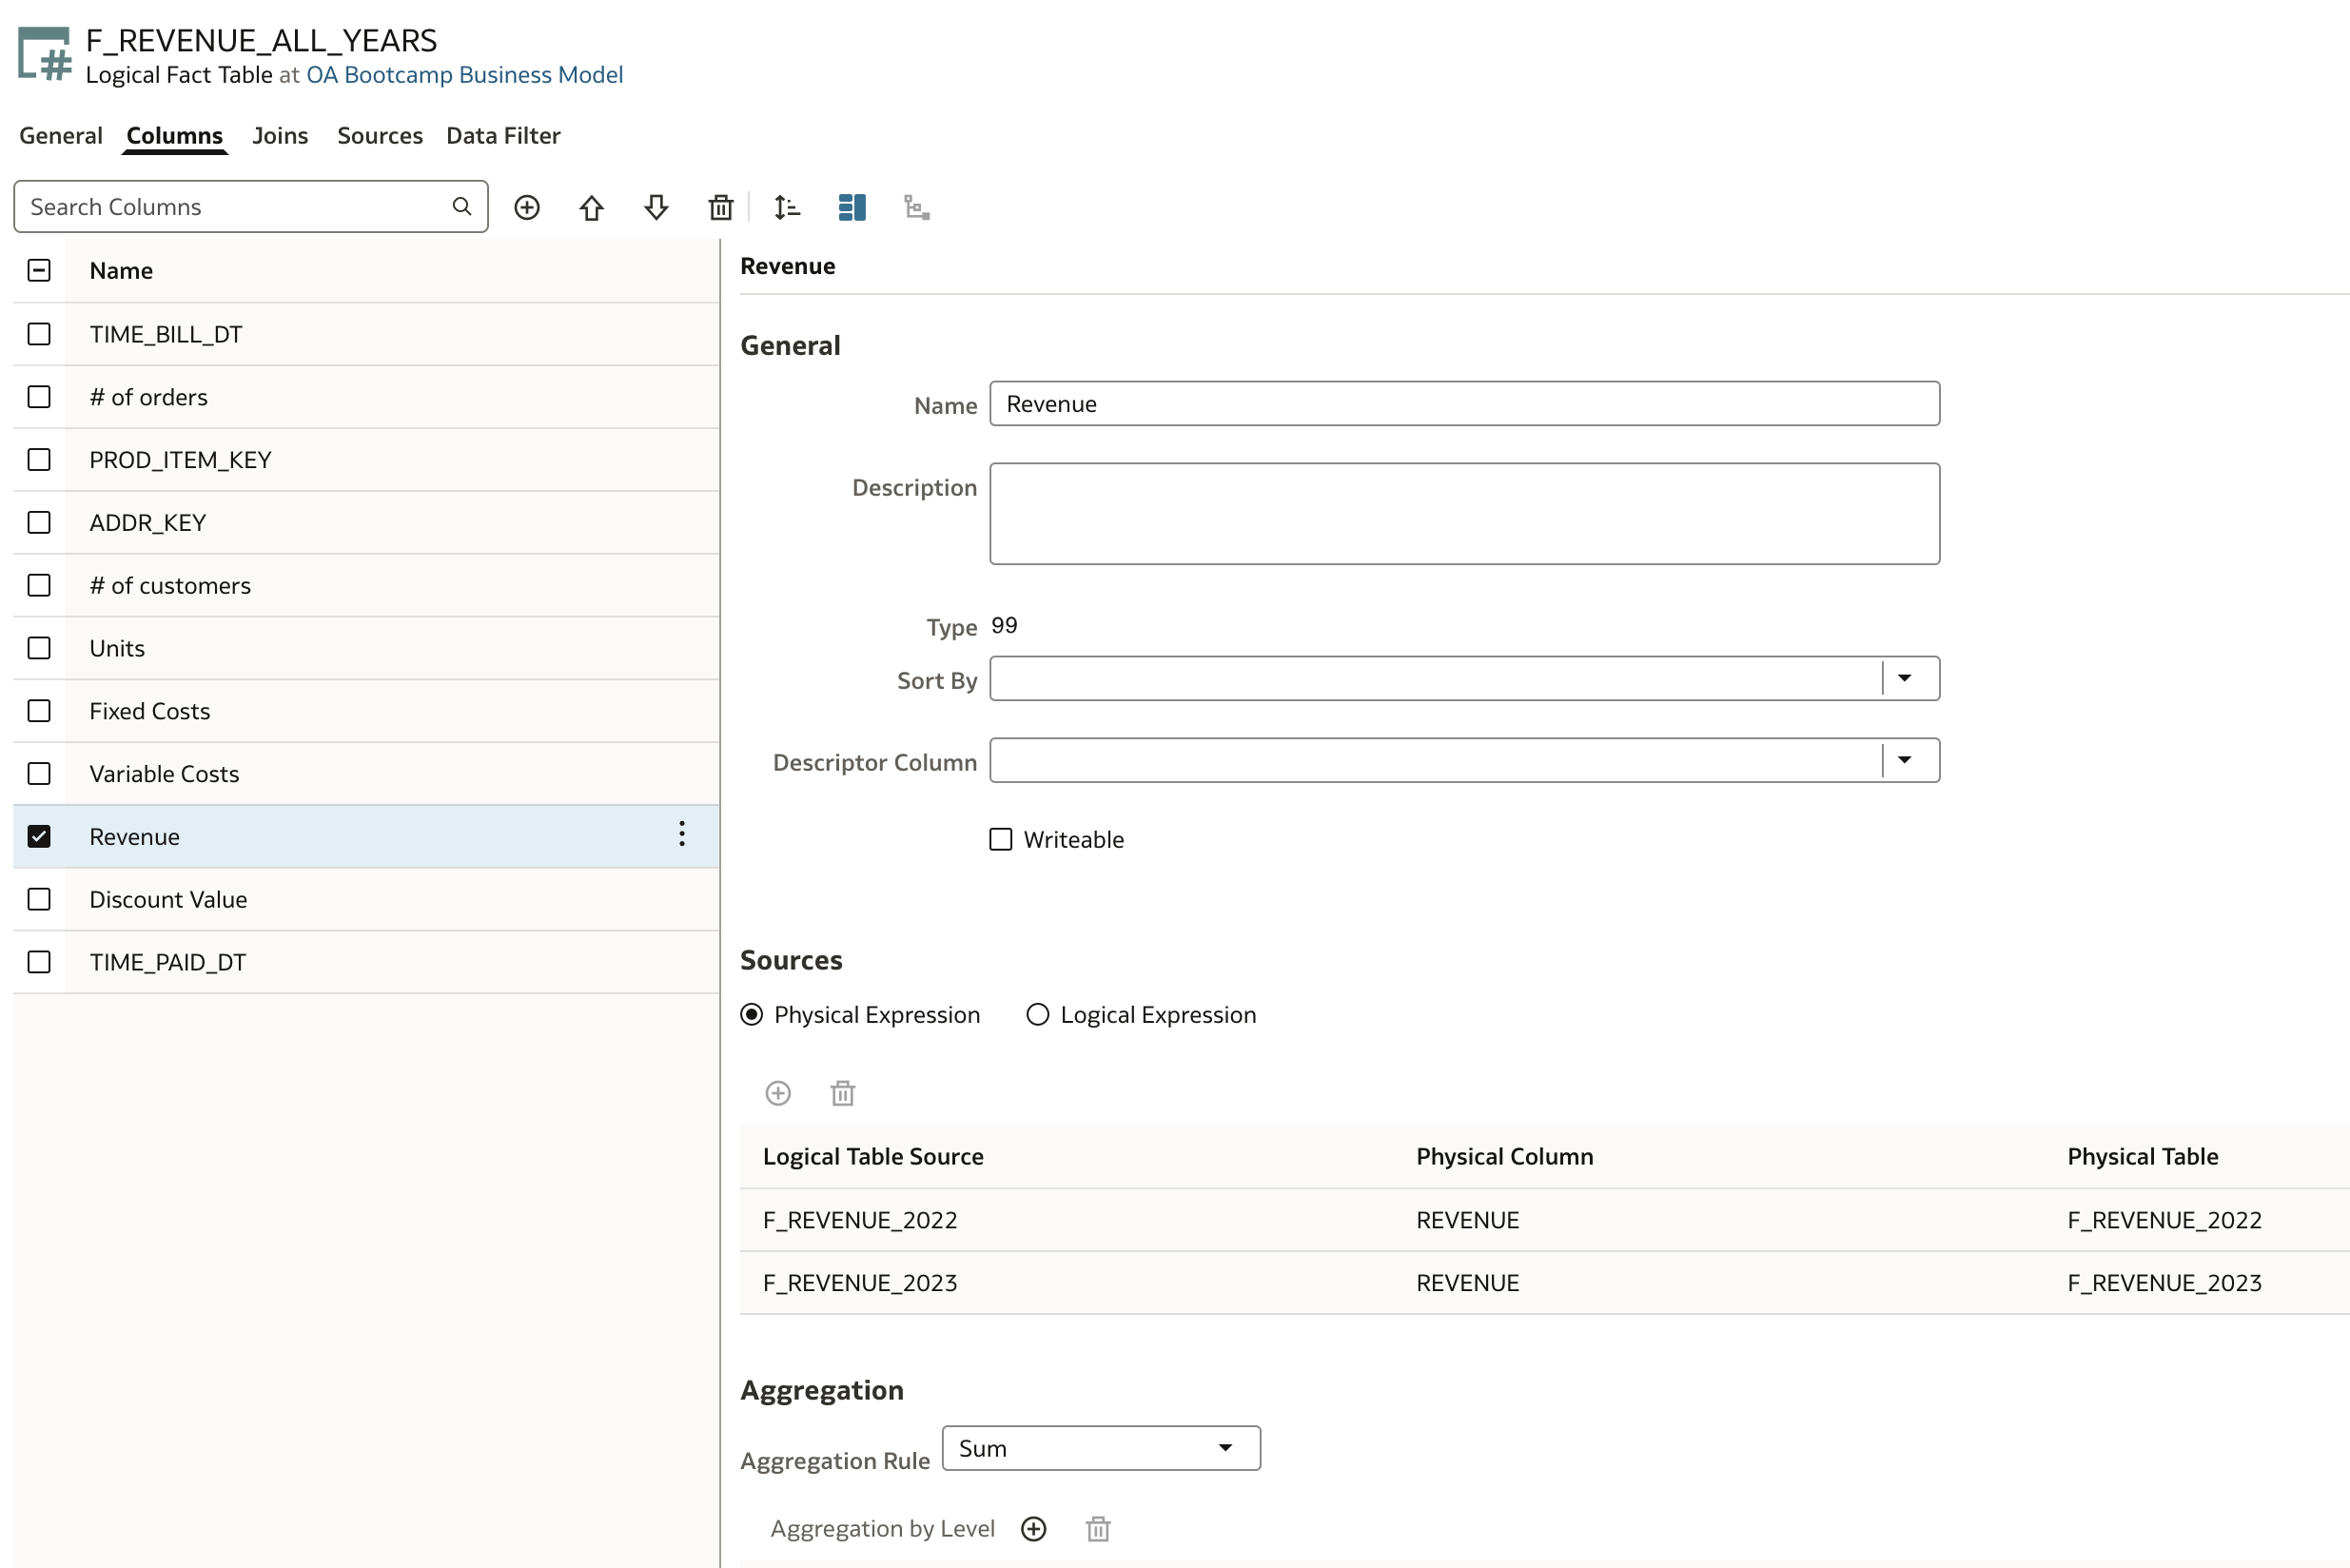 F_REVENUE_ALL_YEARS
Logical Fact Table at OA Bootcamp Business Model
General Columns Joins Sources Data Filter
Search Columns
Name
TIME_BILL_DT
# of orders
PROD_ITEM_KEY
ADDR_KEY
# of customers
Units
Fixed Costs
Variable Costs
Revenue
Discount Value
TIME_PAID_DT
Revenue
General
Name Revenue
Description
Type 99
Sort By
Descriptor Column
Writeable
Sources
Physical Expression Logical Expression
Logical Table Source Physical Column Physical Table
F_REVENUE_2022 REVENUE F_REVENUE_2022
F_REVENUE_2023 REVENUE F_REVENUE_2023
Aggregation
Aggregation Rule Sum
Aggregation by Level